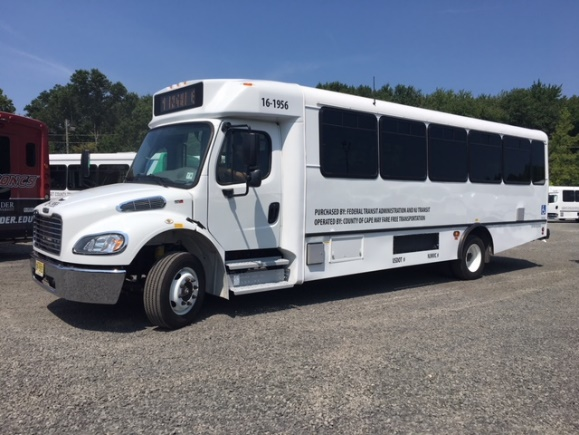 16-1956
PURCHASED BY: FEDERAL TRANSIT ADMINISTRATION AND NJ TRANSIT
OPERATED BY: COUNTY OF CAPE MAY FARE FREE TRANSPORTATION
USDOT #